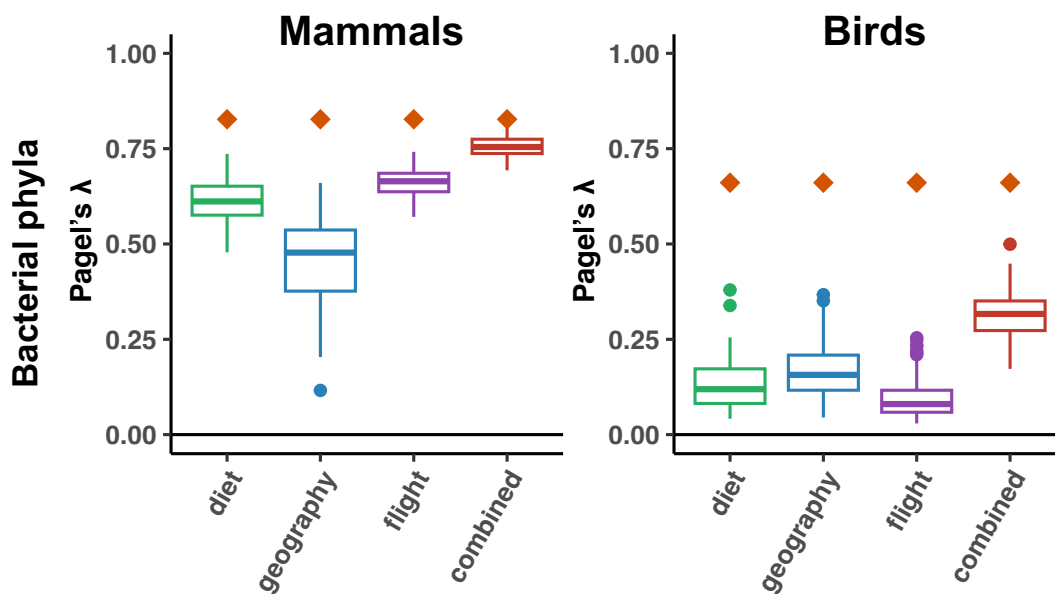 Mammals
Birds
Bacterial phyla
Pagel's λ
1.00
0.75
0.50
0.25
0.00
diet
geography
flight
combined
Pagel's λ
1.00
0.75
0.50
0.25
0.00
diet
geography
flight
combined